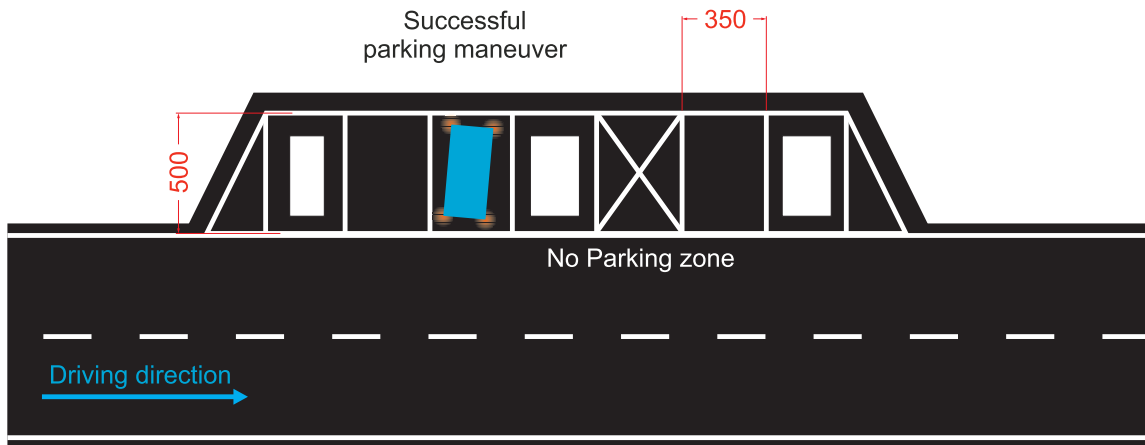 Successful
parking maneuver
350
500
No Parking zone
Driving direction